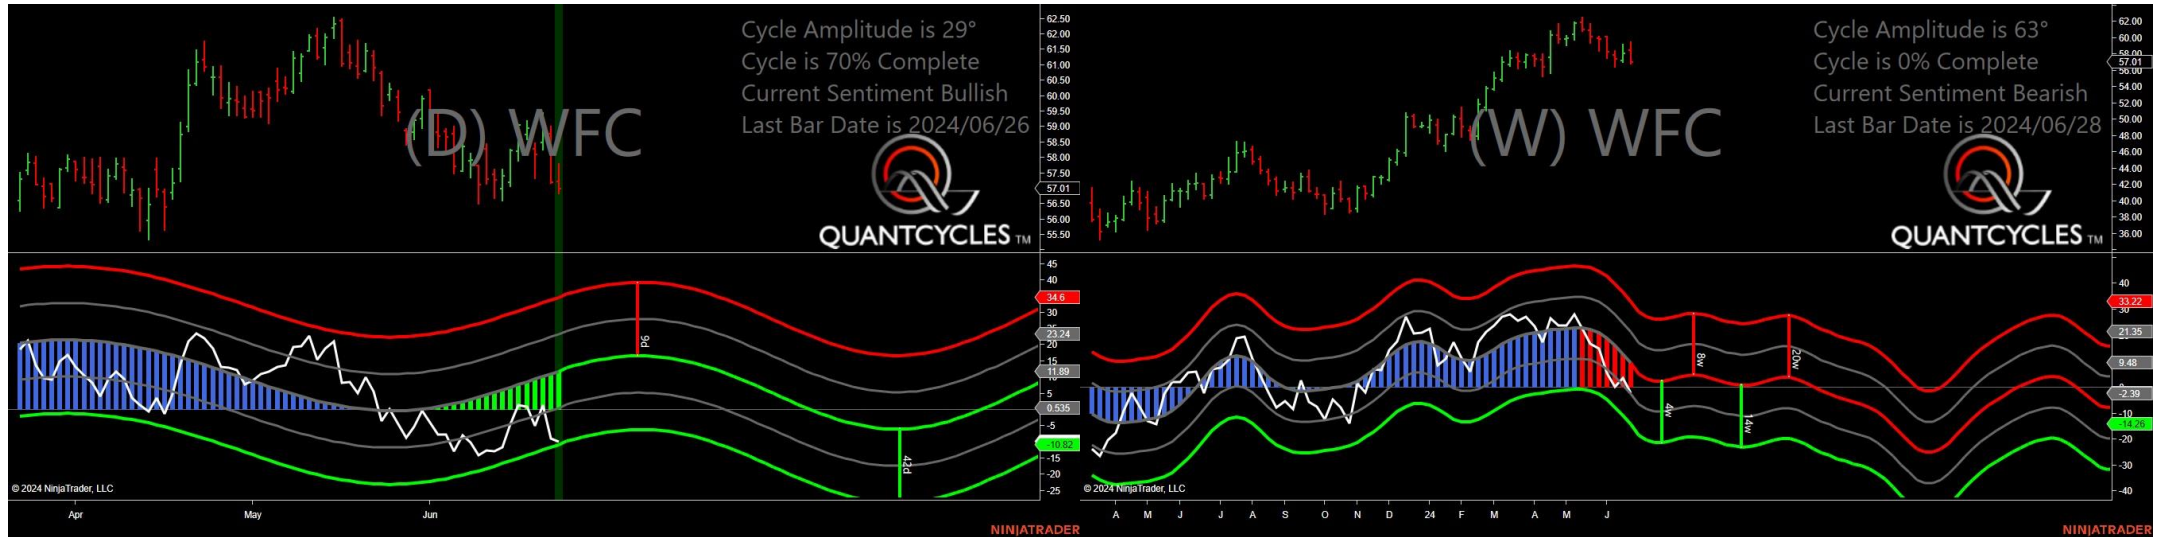 Cycle Amplitude is 29°
Cycle is 70% Complete
Current Sentiment Bullish
Last Bar Date is 2024/06/26
(D) WFC
QUANTCYCLES TM
62.50
62.00
61.50
61.00
60.50
60.00
59.50
59.00
58.50
58.00
57.50
57.01
56.50
56.00
55.50
45
40
34.6
30
23.24
20
15
11.89
5
0.535
-5
-10.82
-15
-20
-25
9d
42d
© 2024 NinjaTrader, LLC
Apr May Jun
NINJATRADER
Cycle Amplitude is 63°
Cycle is 0% Complete
Current Sentiment Bearish
Last Bar Date is 2024/06/28
(W) WFC
QUANTCYCLES TM
62.00
60.00
58.00
57.01
56.00
54.00
52.00
50.00
48.00
46.00
44.00
42.00
40.00
38.00
36.00
40
33.22
30
21.35
9.48
-2.39
-10
-14.26
-20
-30
-40
8w
20w
4w
14w
© 2024 NinjaTrader, LLC
A M J J A S O N D 24 F M A M J
NINJATRADER